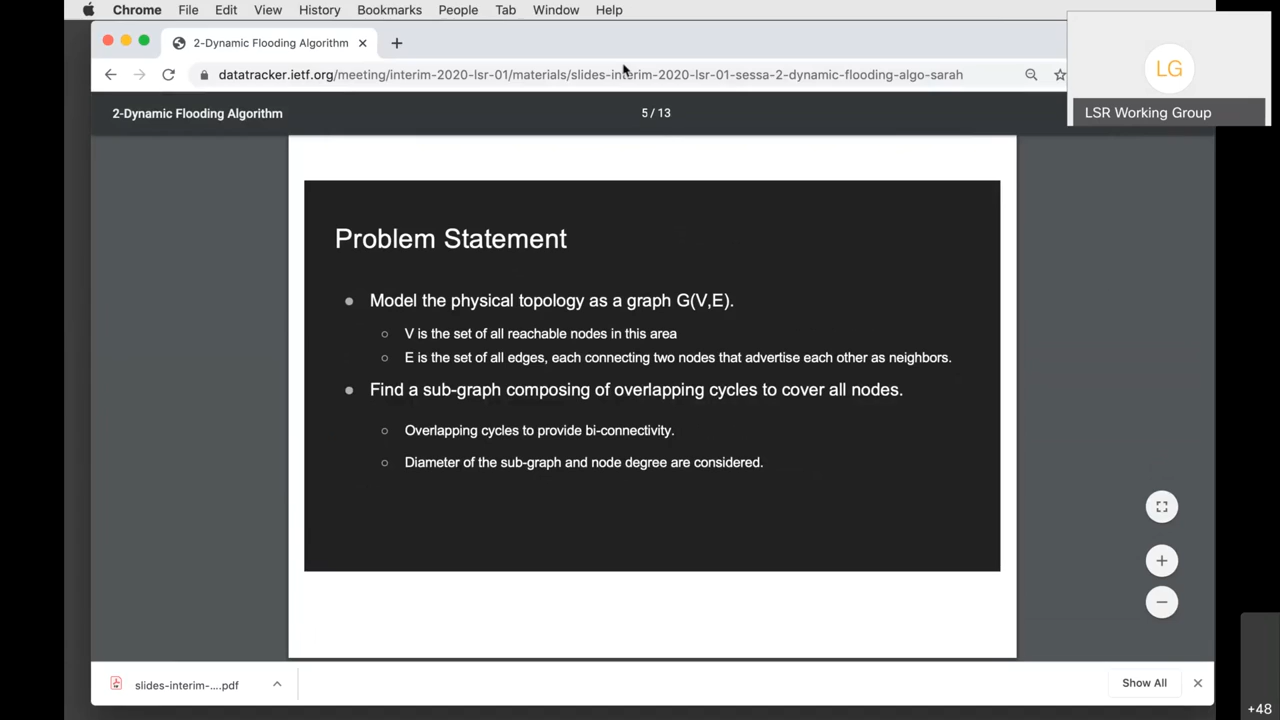 Chrome File Edit View History Bookmarks People Tab Window Help
2-Dynamic Flooding Algorithm
datatracker.ietf.org/meeting/interim-2020-lsr-01/materials/slides-interim-2020-lsr-01-sessa-2-dynamic-flooding-algo-sarah
LG
LSR Working Group
2-Dynamic Flooding Algorithm
5 / 13
Problem Statement
Model the physical topology as a graph G(V,E).
V is the set of all reachable nodes in this area
E is the set of all edges, each connecting two nodes that advertise each other as neighbors.
Find a sub-graph composing of overlapping cycles to cover all nodes.
Overlapping cycles to provide bi-connectivity.
Diameter of the sub-graph and node degree are considered.
slides-interim-....pdf
Show All
+48